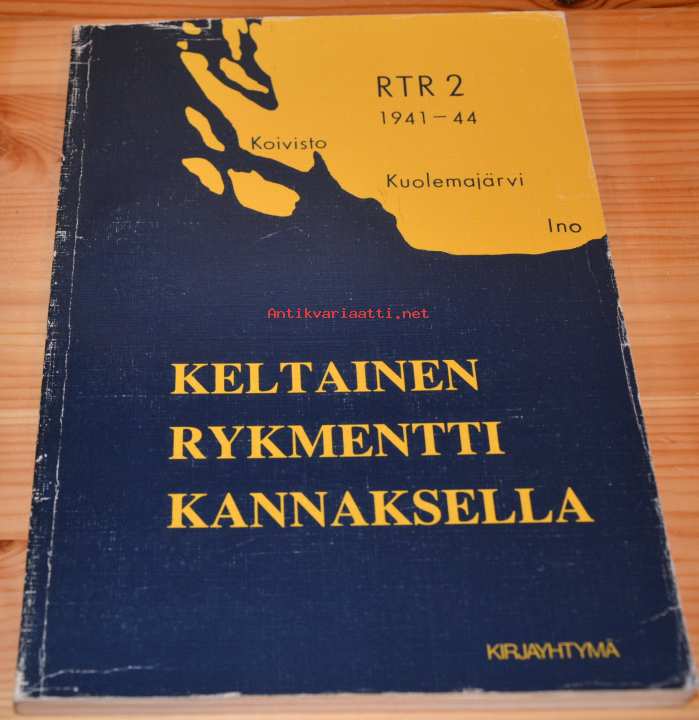 RTR 2
1941–44
Koivisto
Kuolemajärvi
Ino
Antikvariaatti.net
KELTAINEN
RYKMENTTI
KANNAKSELLA
KIRJAYHTYMÄ